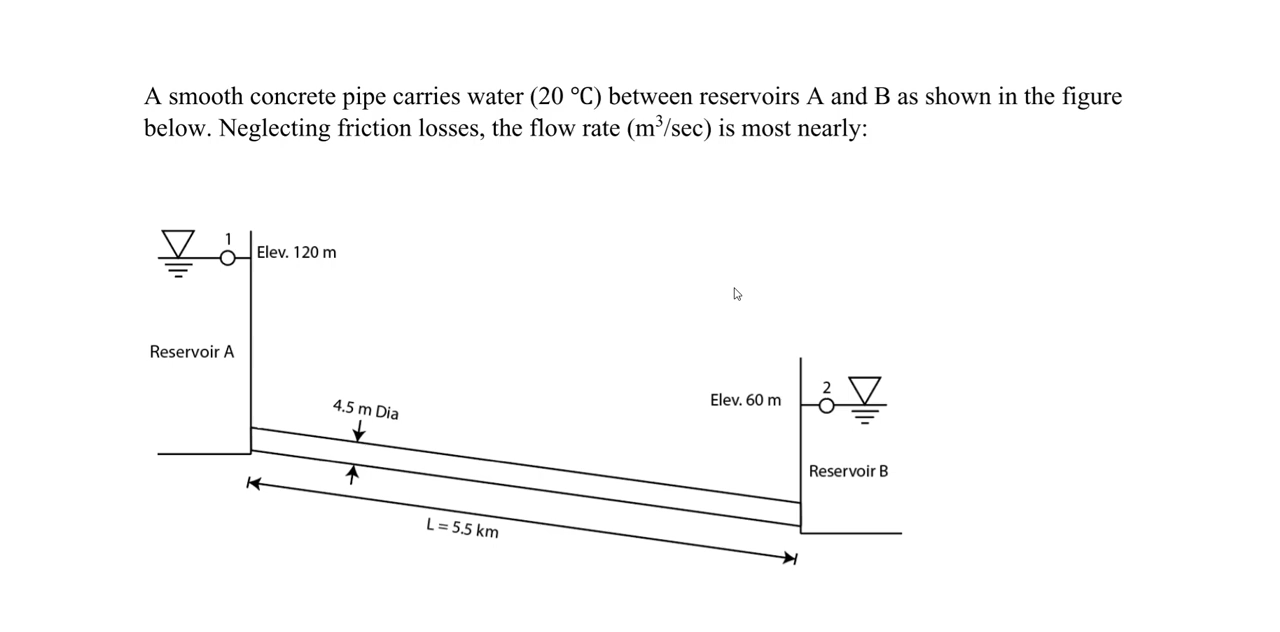 A smooth concrete pipe carries water (20 °C) between reservoirs A and B as shown in the figure
below. Neglecting friction losses, the flow rate (m³/sec) is most nearly:
1
Elev. 120 m
Reservoir A
4.5 m Dia
Elev. 60 m
2
Reservoir B
L = 5.5 km